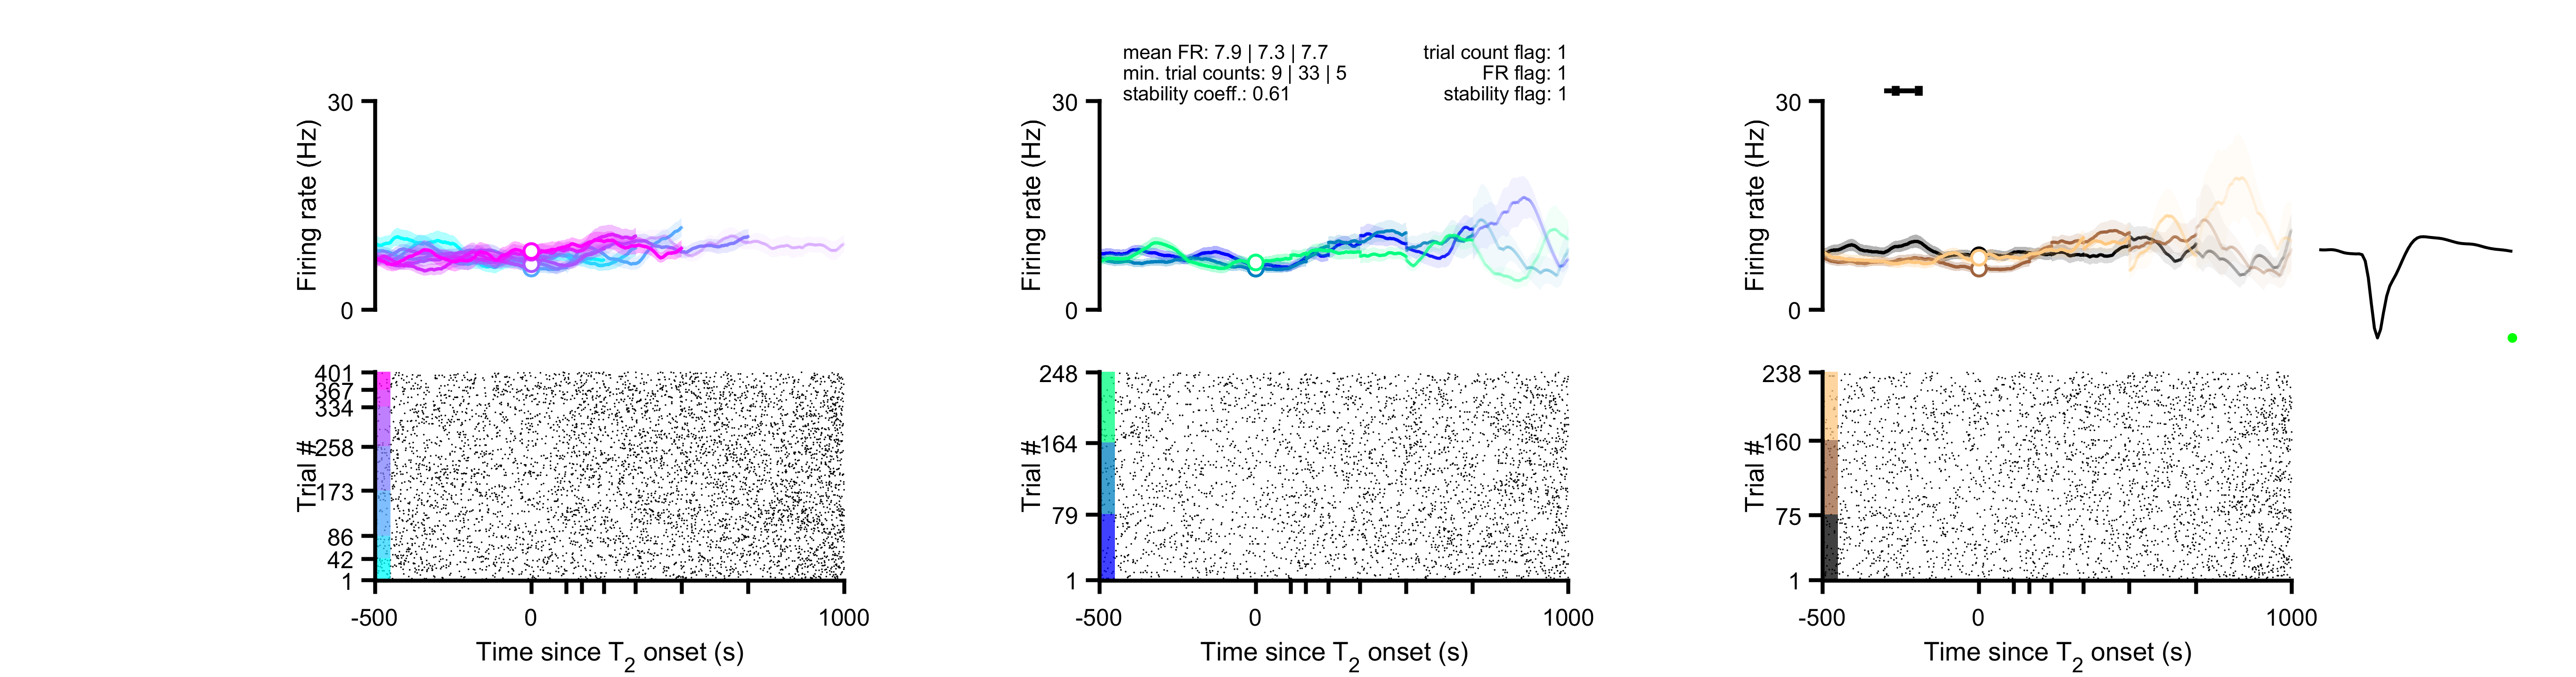 mean FR: 7.9 | 7.3 | 7.7
min. trial counts: 9 | 33 | 5
stability coeff.: 0.61
trial count flag: 1
FR flag: 1
stability flag: 1
30
Firing rate (Hz)
0
401
367
334
258
173
86
42
1
Trial #
-500
0
1000
Time since T2 onset (s)
30
Firing rate (Hz)
0
248
164
79
1
Trial #
-500
0
1000
Time since T2 onset (s)
30
Firing rate (Hz)
0
238
160
75
1
Trial #
-500
0
1000
Time since T2 onset (s)